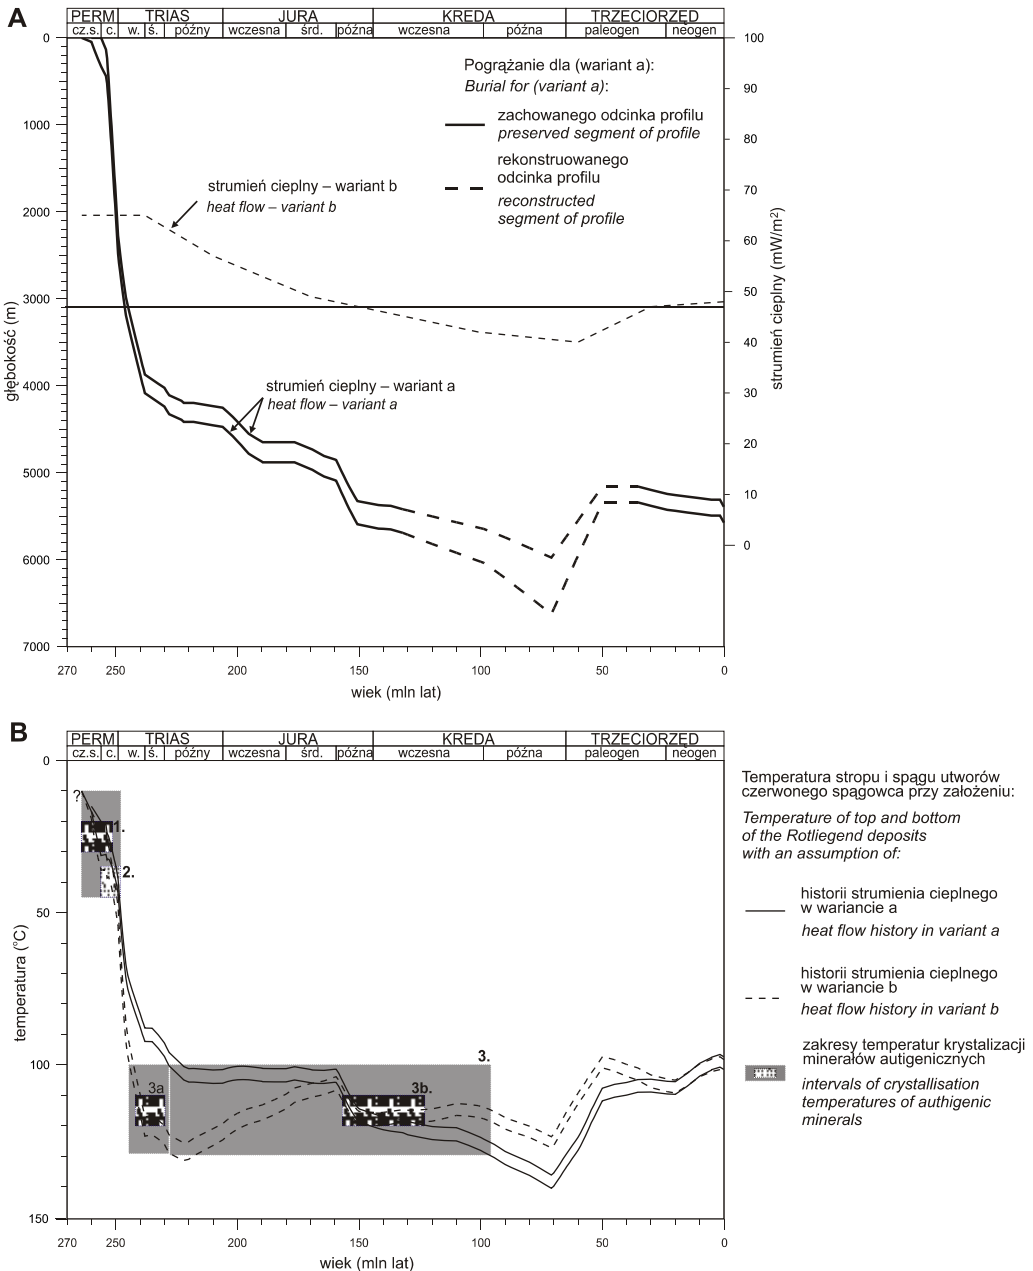 A
PERM TRIAS JURA KREDA TRZECIORZĘD
cz.s. c. w. ś. późny wczesna śrd. późna wczesna późna paleogen neogen
0
1000
2000
3000
4000
5000
6000
7000
głębokość (m)
100
90
80
70
60
50
40
30
20
10
0
strumień cieplny (mW/m²)
Pogrążanie dla (wariant a):
Burial for (variant a):
zachowanego odcinka profilu
preserved segment of profile
rekonstruowanego
odcinka profilu
reconstructed
segment of profile
strumień cieplny – wariant b
heat flow – variant b
strumień cieplny – wariant a
heat flow – variant a
270 250 200 150 100 50 0
wiek (mln lat)
B
PERM TRIAS JURA KREDA TRZECIORZĘD
cz.s. c. w. ś. późny wczesna śrd. późna wczesna późna paleogen neogen
0
50
100
150
temperatura (°C)
?
1.
2.
3.
3a
3b.
270 250 200 150 100 50 0
wiek (mln lat)
Temperatura stropu i spągu utworów
czerwonego spągowca przy założeniu:
Temperature of top and bottom
of the Rotliegend deposits
with an assumption of:
historii strumienia cieplnego
w wariancie a
heat flow history in variant a
historii strumienia cieplnego
w wariancie b
heat flow history in variant b
zakresy temperatur krystalizacji
minerałów autigenicznych
intervals of crystallisation
temperatures of authigenic
minerals